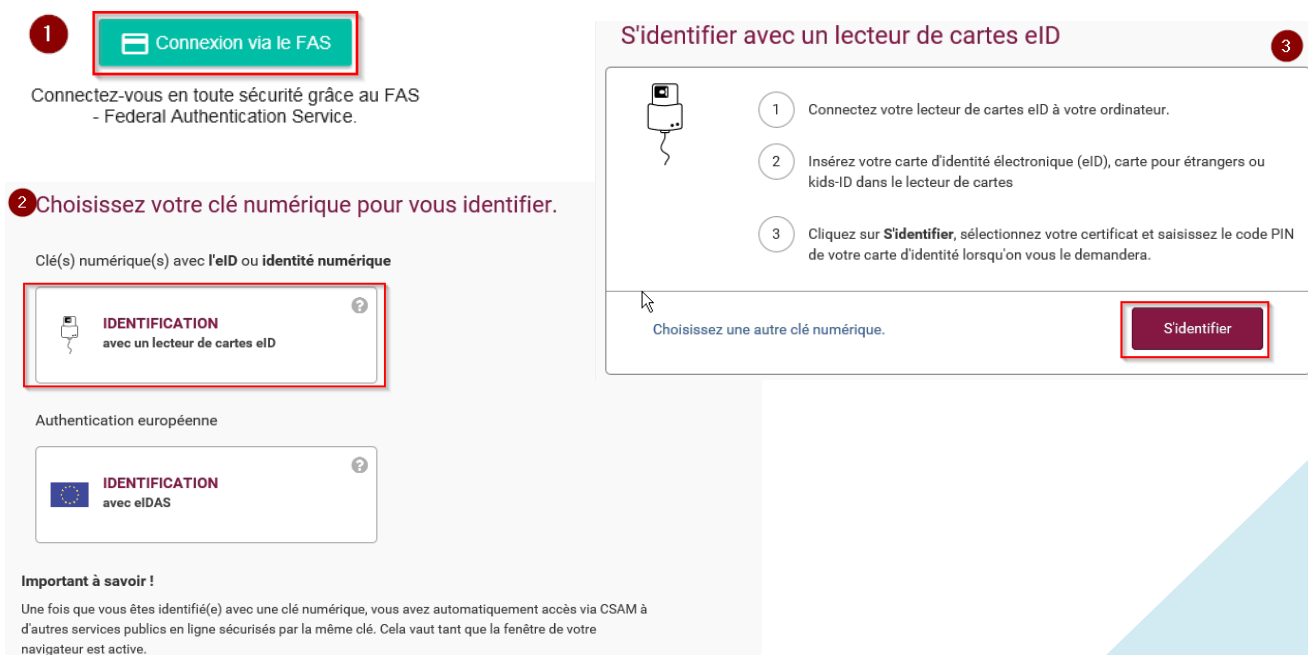 1
Connexion via le FAS
Connectez-vous en toute sécurité grâce au FAS
- Federal Authentication Service.
2
Choisissez votre clé numérique pour vous identifier.
Clé(s) numérique(s) avec l'eID ou identité numérique
?
IDENTIFICATION
avec un lecteur de cartes eID
Authentication européenne
?
IDENTIFICATION
avec eIDAS
Important à savoir !
Une fois que vous êtes identifié(e) avec une clé numérique, vous avez automatiquement accès via CSAM à
d'autres services publics en ligne sécurisés par la même clé. Cela vaut tant que la fenêtre de votre
navigateur est active.
S'identifier avec un lecteur de cartes eID
3
1 Connectez votre lecteur de cartes eID à votre ordinateur.
2 Insérez votre carte d'identité électronique (eID), carte pour étrangers ou
kids-ID dans le lecteur de cartes
3 Cliquez sur S'identifier, sélectionnez votre certificat et saisissez le code PIN
de votre carte d'identité lorsqu'on vous le demandera.
Choisissez une autre clé numérique.
S'identifier